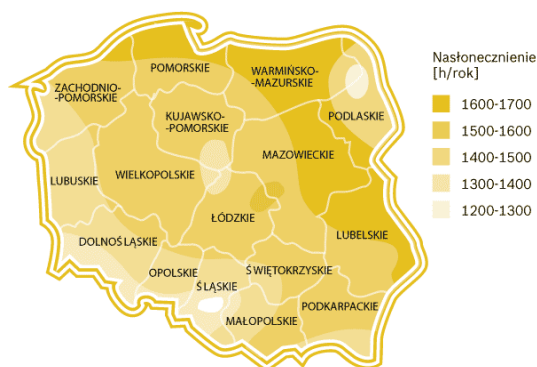 POMORSKIE
WARMIŃSKO-
-MAZURSKIE
ZACHODNIO-
-POMORSKIE
KUJAWSKO-
-POMORSKIE
PODLASKIE
MAZOWIECKIE
LUBUSKIE
WIELKOPOLSKIE
ŁÓDZKIE
LUBELSKIE
DOLNOŚLĄSKIE
OPOLSKIE
ŚWIĘTOKRZYSKIE
ŚLĄSKIE
PODKARPACKIE
MAŁOPOLSKIE
Nasłonecznienie
[h/rok]
1600-1700
1500-1600
1400-1500
1300-1400
1200-1300